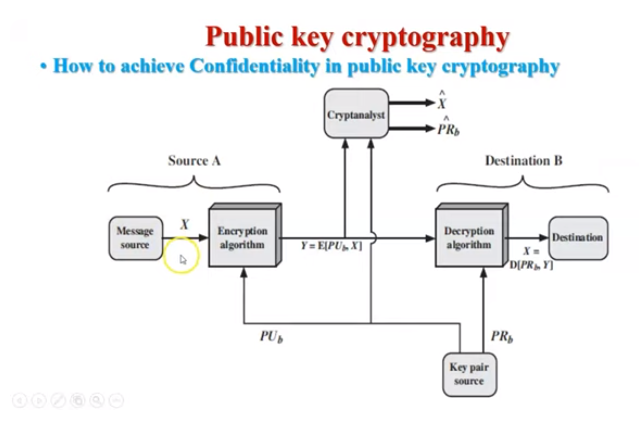 Public key cryptography
• How to achieve Confidentiality in public key cryptography
Cryptanalyst
X̂
P̂R_b
Source A
Destination B
Message
source
X
Encryption
algorithm
Y = E[PU_b, X]
Decryption
algorithm
X =
D[PR_b, Y]
Destination
PU_b
PR_b
Key pair
source